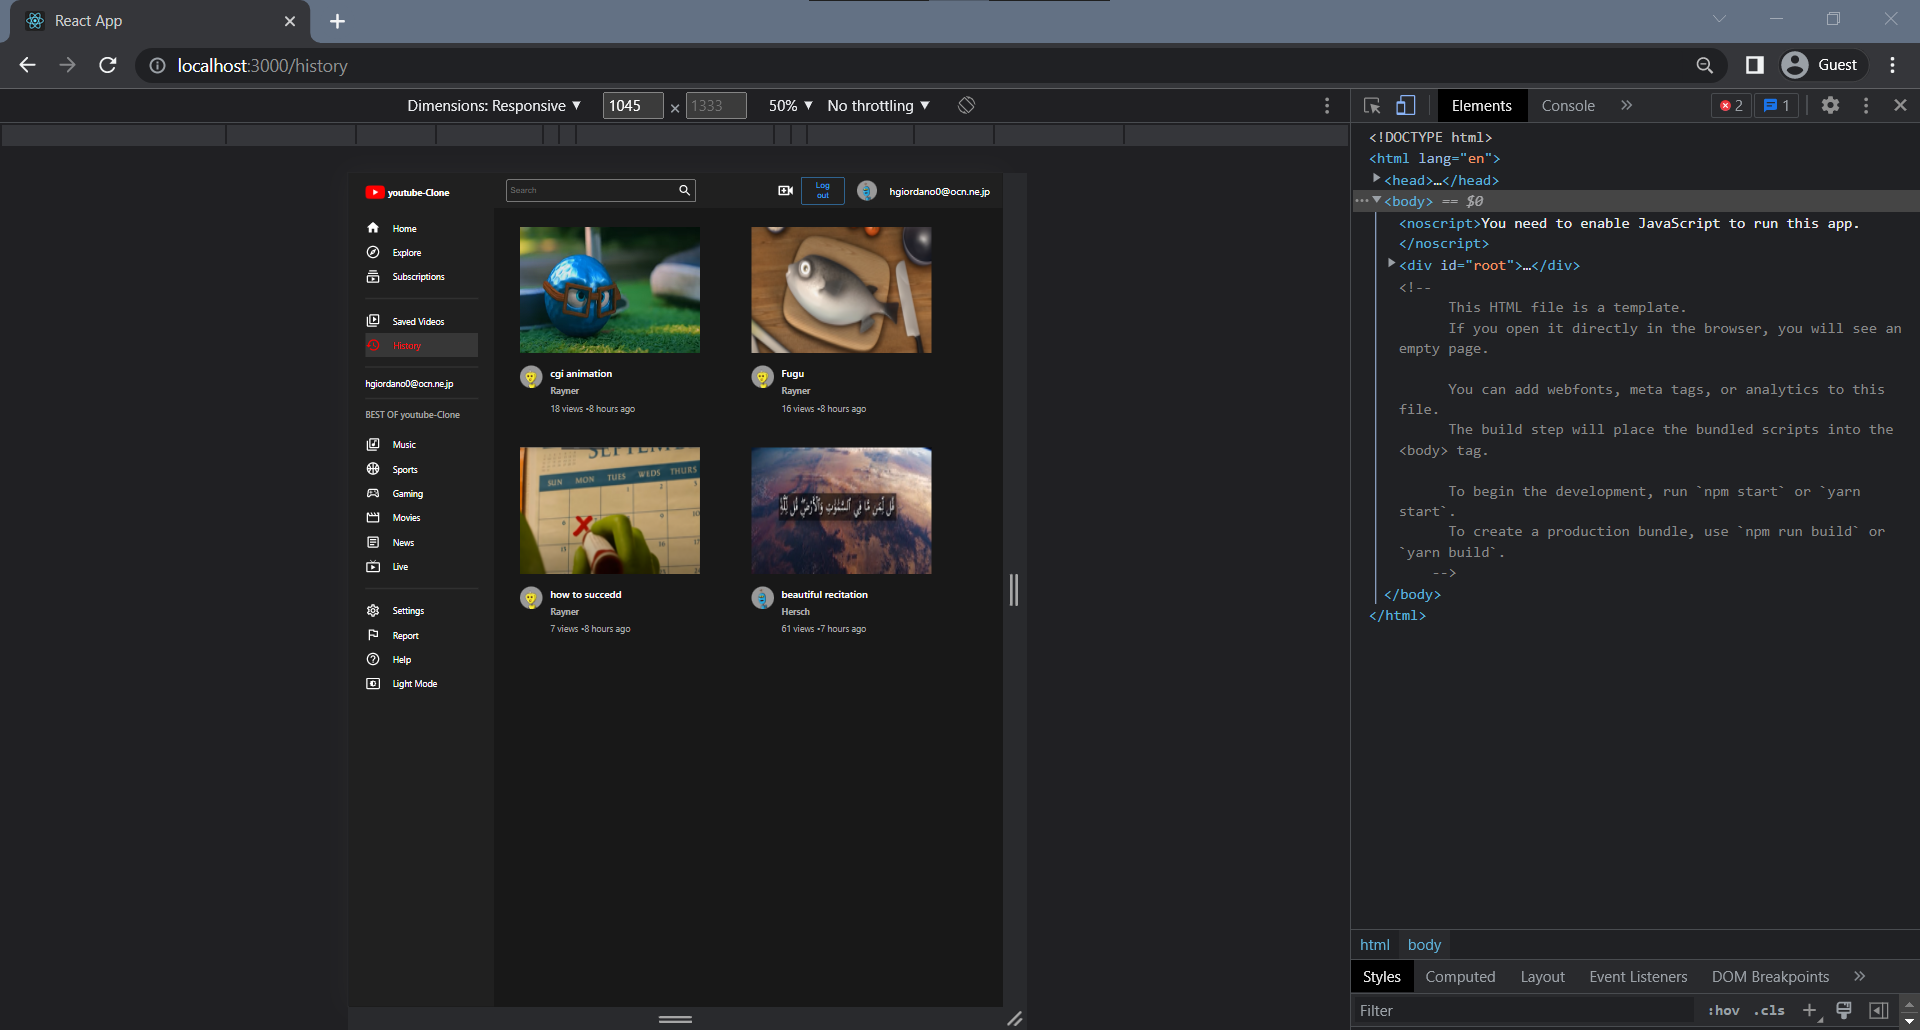 React App
localhost:3000/history
Guest
Dimensions: Responsive
1045
×
1333
50%
No throttling
Elements
Console
2
1
youtube-Clone
Search
Log
out
hgiordano0@ocn.ne.jp
Home
Explore
Subscriptions
Saved Videos
History
hgiordano0@ocn.ne.jp
BEST OF youtube-Clone
Music
Sports
Gaming
Movies
News
Live
Settings
Report
Help
Light Mode
cgi animation
Rayner
18 views •8 hours ago
Fugu
Rayner
16 views •8 hours ago
SEPTEMBE
SUN MON TUES WEDS THURS
how to succedd
Rayner
7 views •8 hours ago
قُل لِّمَن مَّا فِي ٱلسَّمَٰوَٰتِ وَٱلْأَرْضِ ۖ قُل لِّلَّهِ ۚ
beautiful recitation
Hersch
61 views •7 hours ago
<!DOCTYPE html>
<html lang="en">
<head>…</head>
<body> == $0
<noscript>You need to enable JavaScript to run this app.
</noscript>
<div id="root">…</div>
<!--
This HTML file is a template.
If you open it directly in the browser, you will see an
empty page.
You can add webfonts, meta tags, or analytics to this
file.
The build step will place the bundled scripts into the
<body> tag.
To begin the development, run `npm start` or `yarn
start`.
To create a production bundle, use `npm run build` or
`yarn build`.
-->
</body>
</html>
html body
Styles Computed Layout Event Listeners DOM Breakpoints
Filter
:hov .cls